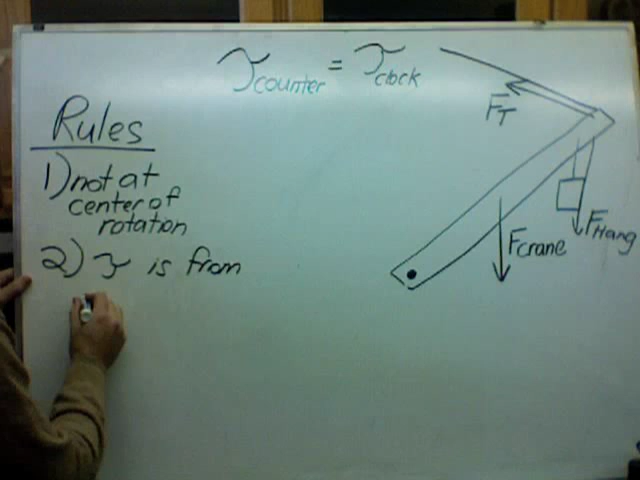 τcounter = τclock
Rules
1) not at
center of
rotation
2) τ is from
FT
FHang
FCRANE